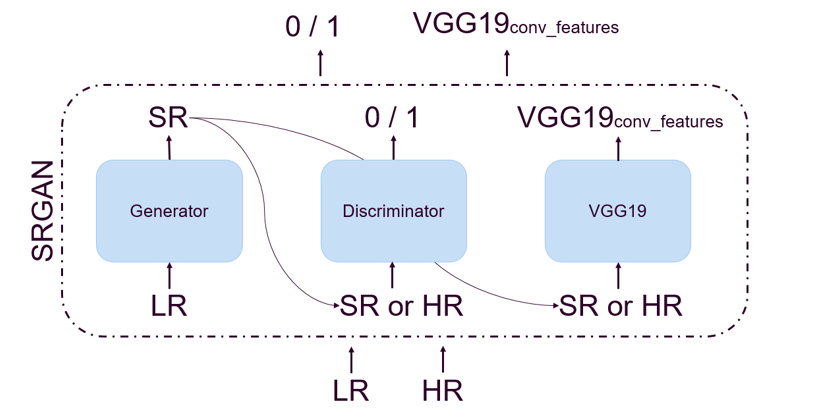 0 / 1
VGG19conv_features
SRGAN
SR
0 / 1
VGG19conv_features
Generator
Discriminator
VGG19
LR
SR or HR
SR or HR
LR
HR